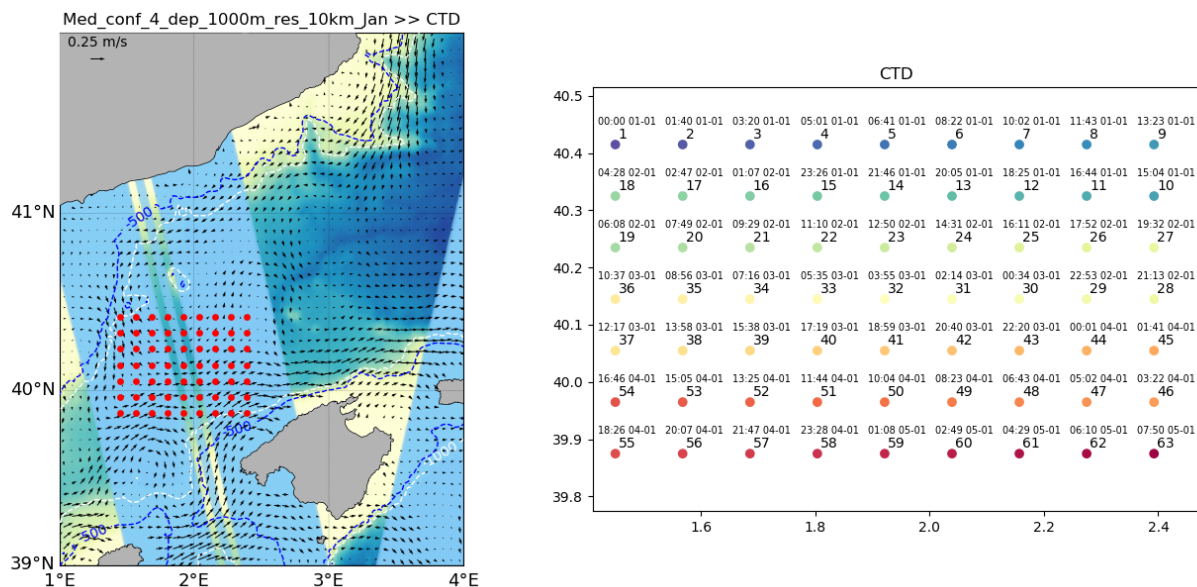 Med_conf_4_dep_1000m_res_10km_Jan >> CTD
0.25 m/s
-500
-500
-500
-1000
41°N
40°N
39°N
1°E 2°E 3°E 4°E
CTD
40.5
40.4
40.3
40.2
40.1
40.0
39.9
39.8
00:00 01-01 01:40 01-01 03:20 01-01 05:01 01-01 06:41 01-01 08:22 01-01 10:02 01-01 11:43 01-01 13:23 01-01
1 2 3 4 5 6 7 8 9
04:28 02-01 02:47 02-01 01:07 02-01 23:26 01-01 21:46 01-01 20:05 01-01 18:25 01-01 16:44 01-01 15:04 01-01
18 17 16 15 14 13 12 11 10
06:08 02-01 07:49 02-01 09:29 02-01 11:10 02-01 12:50 02-01 14:31 02-01 16:11 02-01 17:52 02-01 19:32 02-01
19 20 21 22 23 24 25 26 27
10:37 03-01 08:56 03-01 07:16 03-01 05:35 03-01 03:55 03-01 02:14 03-01 00:34 03-01 22:53 02-01 21:13 02-01
36 35 34 33 32 31 30 29 28
12:17 03-01 13:58 03-01 15:38 03-01 17:19 03-01 18:59 03-01 20:40 03-01 22:20 03-01 00:01 04-01 01:41 04-01
37 38 39 40 41 42 43 44 45
16:46 04-01 15:05 04-01 13:25 04-01 11:44 04-01 10:04 04-01 08:23 04-01 06:43 04-01 05:02 04-01 03:22 04-01
54 53 52 51 50 49 48 47 46
18:26 04-01 20:07 04-01 21:47 04-01 23:28 04-01 01:08 05-01 02:49 05-01 04:29 05-01 06:10 05-01 07:50 05-01
55 56 57 58 59 60 61 62 63
1.6 1.8 2.0 2.2 2.4